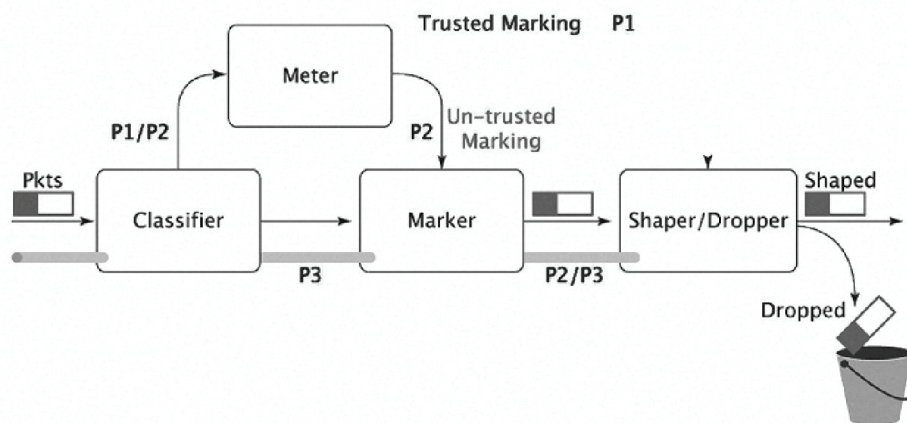 Trusted Marking P1
Meter
P1/P2
P2
Un-trusted
Marking
Pkts
Classifier
Marker
Shaper/Dropper
Shaped
P3
P2/P3
Dropped